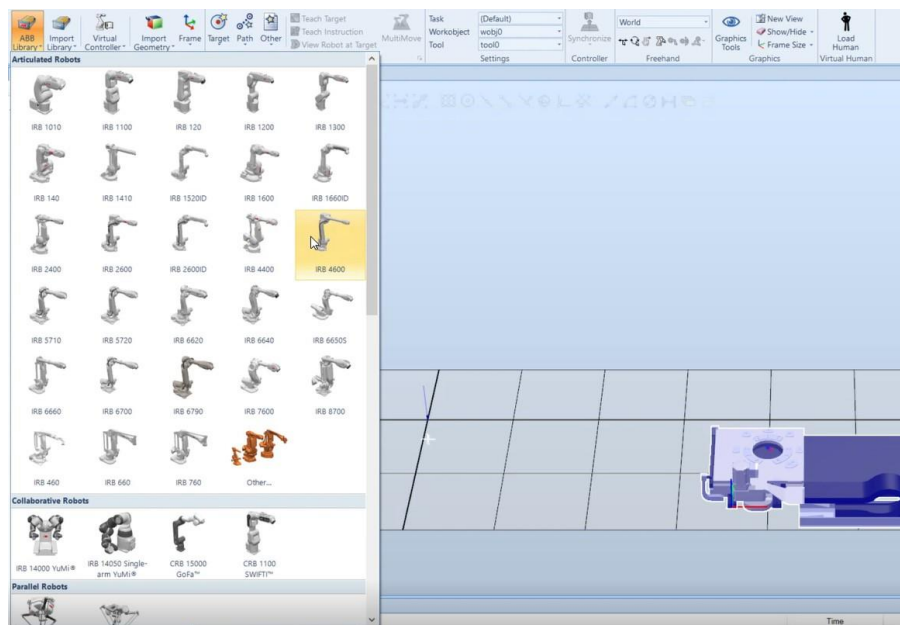 ABB Library
Import Library
Virtual Controller
Import Geometry
Frame
Target
Path
Other
Teach Target
Teach Instruction
View Robot at Target
MultiMove
Task (Default)
Workobject wobj0
Tool tool0
Settings
Synchronize
Controller
World
Freehand
Graphics Tools
New View
Show/Hide
Frame Size
Graphics
Load Human
Virtual Human
Articulated Robots
IRB 1010 IRB 1100 IRB 120 IRB 1200 IRB 1300
IRB 140 IRB 1410 IRB 1520ID IRB 1600 IRB 1660ID
IRB 2400 IRB 2600 IRB 2600ID IRB 4400 IRB 4600
IRB 5710 IRB 5720 IRB 6620 IRB 6640 IRB 6650S
IRB 6660 IRB 6700 IRB 6790 IRB 7600 IRB 8700
IRB 460 IRB 660 IRB 760 Other...
Collaborative Robots
IRB 14000 YuMi®
IRB 14050 Single-
arm YuMi®
CRB 15000
GoFa™
CRB 1100
SWIFTI™
Parallel Robots
Time